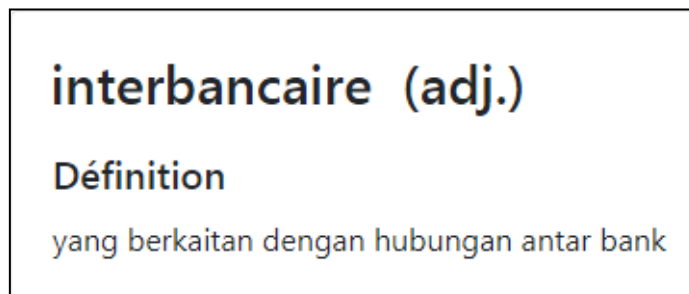 interbancaire (adj.)
Définition
yang berkaitan dengan hubungan antar bank